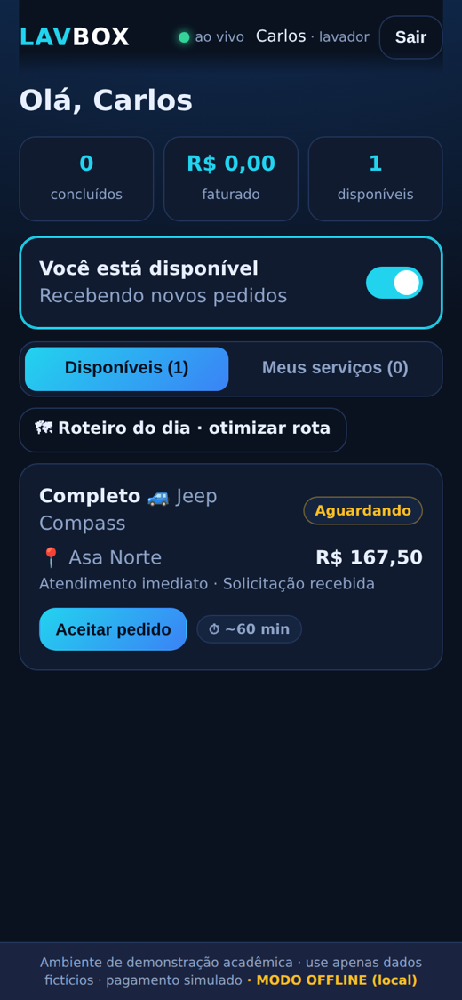 LAVBOX ao vivo Carlos · lavador Sair
Olá, Carlos
0 R$ 0,00 1
concluídos faturado disponíveis
Você está disponível
Recebendo novos pedidos
Disponíveis (1) Meus serviços (0)
🗺 Roteiro do dia · otimizar rota
Completo 🚙 Jeep
Compass
Aguardando
📍 Asa Norte R$ 167,50
Atendimento imediato · Solicitação recebida
Aceitar pedido ⏱ ~60 min
Ambiente de demonstração acadêmica · use apenas dados
fictícios · pagamento simulado · MODO OFFLINE (local)